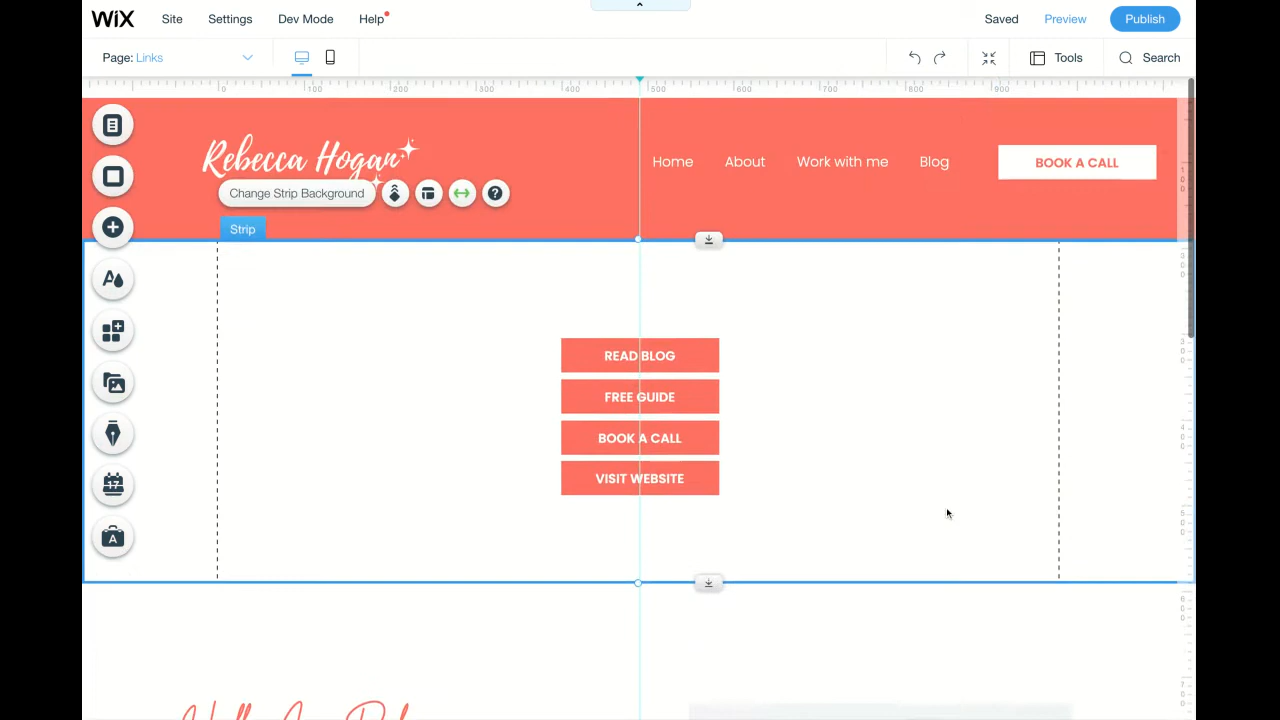 WiX Site Settings Dev Mode Help Saved Preview Publish
Page: Links Tools Search
0 100 200 300 400 500 600 700 800 900
Rebecca Hogan Home About Work with me Blog BOOK A CALL
Change Strip Background ?
Strip
READ BLOG
FREE GUIDE
BOOK A CALL
VISIT WEBSITE
17
A